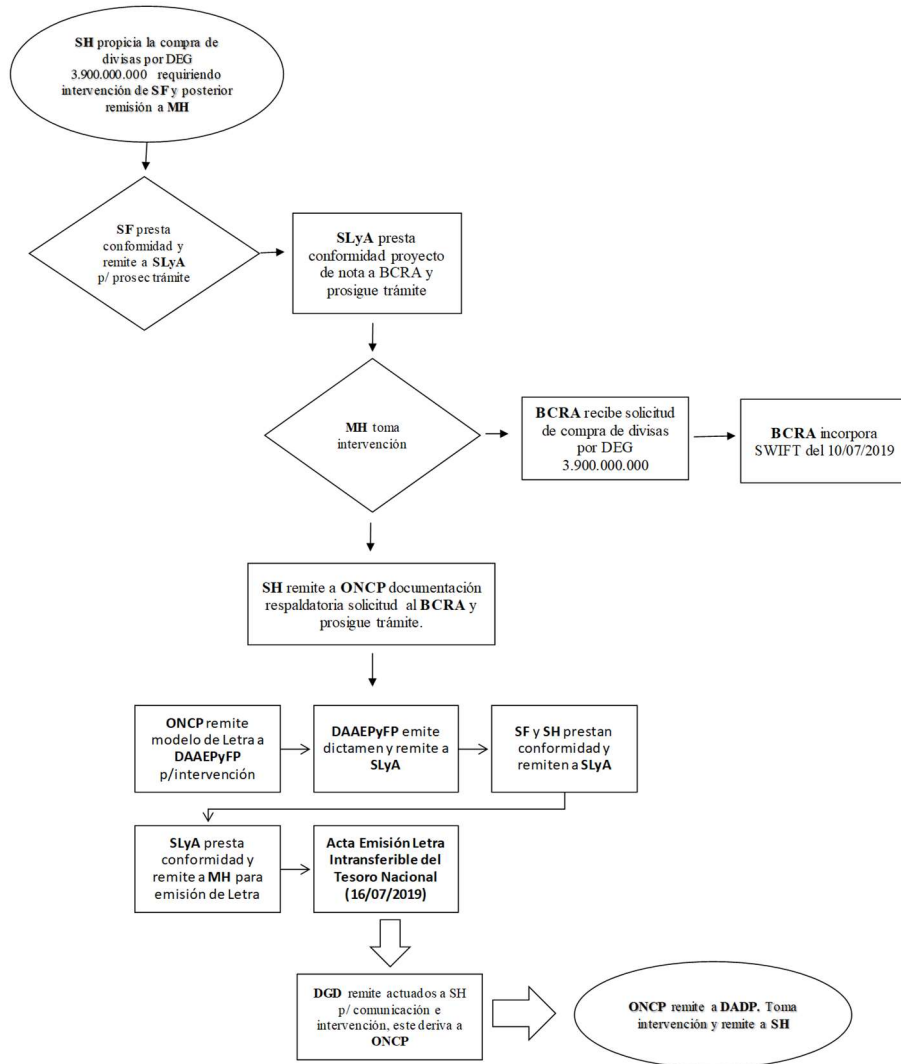 SH propicia la compra de
divisas por DEG
3.900.000.000 requiriendo
intervención de SF y posterior
remisión a MH
SF presta
conformidad y
remite a SLyA
p/ prosec trámite
SLyA presta
conformidad proyecto
de nota a BCRA y
prosigue trámite
MH toma
intervención
BCRA recibe solicitud
de compra de divisas
por DEG
3.900.000.000
BCRA incorpora
SWIFT del 10/07/2019
SH remite a ONCP documentación
respaldatoria solicitud al BCRA y
prosigue trámite.
ONCP remite
modelo de Letra a
DAAEPyFP
p/intervención
DAAEPyFP emite
dictamen y remite a
SLyA
SF y SH prestan
conformidad y
remiten a SLyA
SLyA presta
conformidad y
remite a MH para
emisión de Letra
Acta Emisión Letra
Intransferible del
Tesoro Nacional
(16/07/2019)
DGD remite actuados a SH
p/ comunicación e
intervención, este deriva a
ONCP
ONCP remite a DADP. Toma
intervención y remite a SH